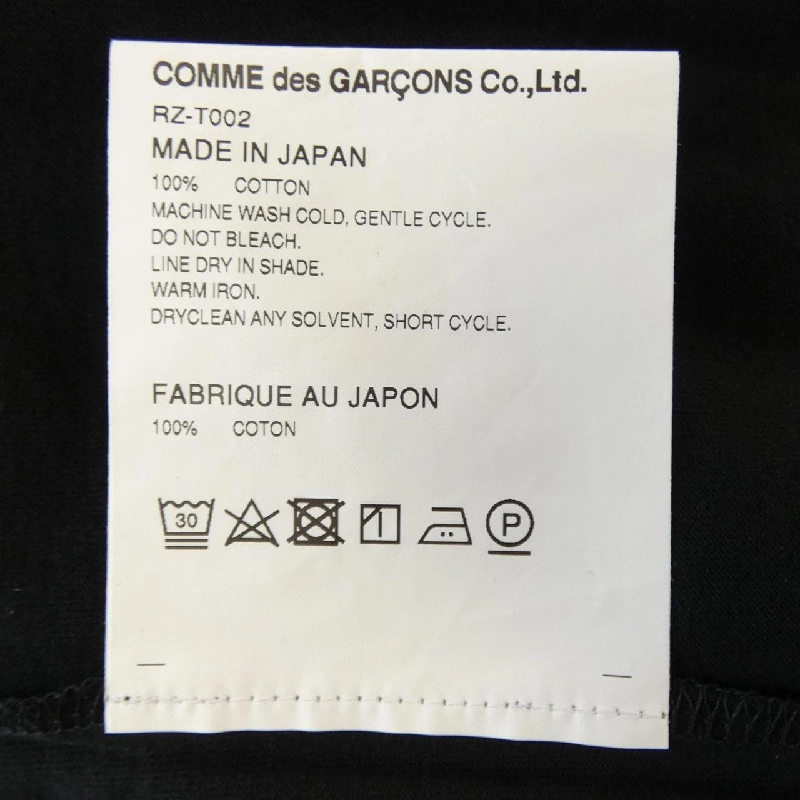 COMME des GARÇONS Co.,Ltd.
RZ-T002
MADE IN JAPAN
100% COTTON
MACHINE WASH COLD, GENTLE CYCLE.
DO NOT BLEACH.
LINE DRY IN SHADE.
WARM IRON.
DRYCLEAN ANY SOLVENT, SHORT CYCLE.
FABRIQUE AU JAPON
100% COTON
30 P